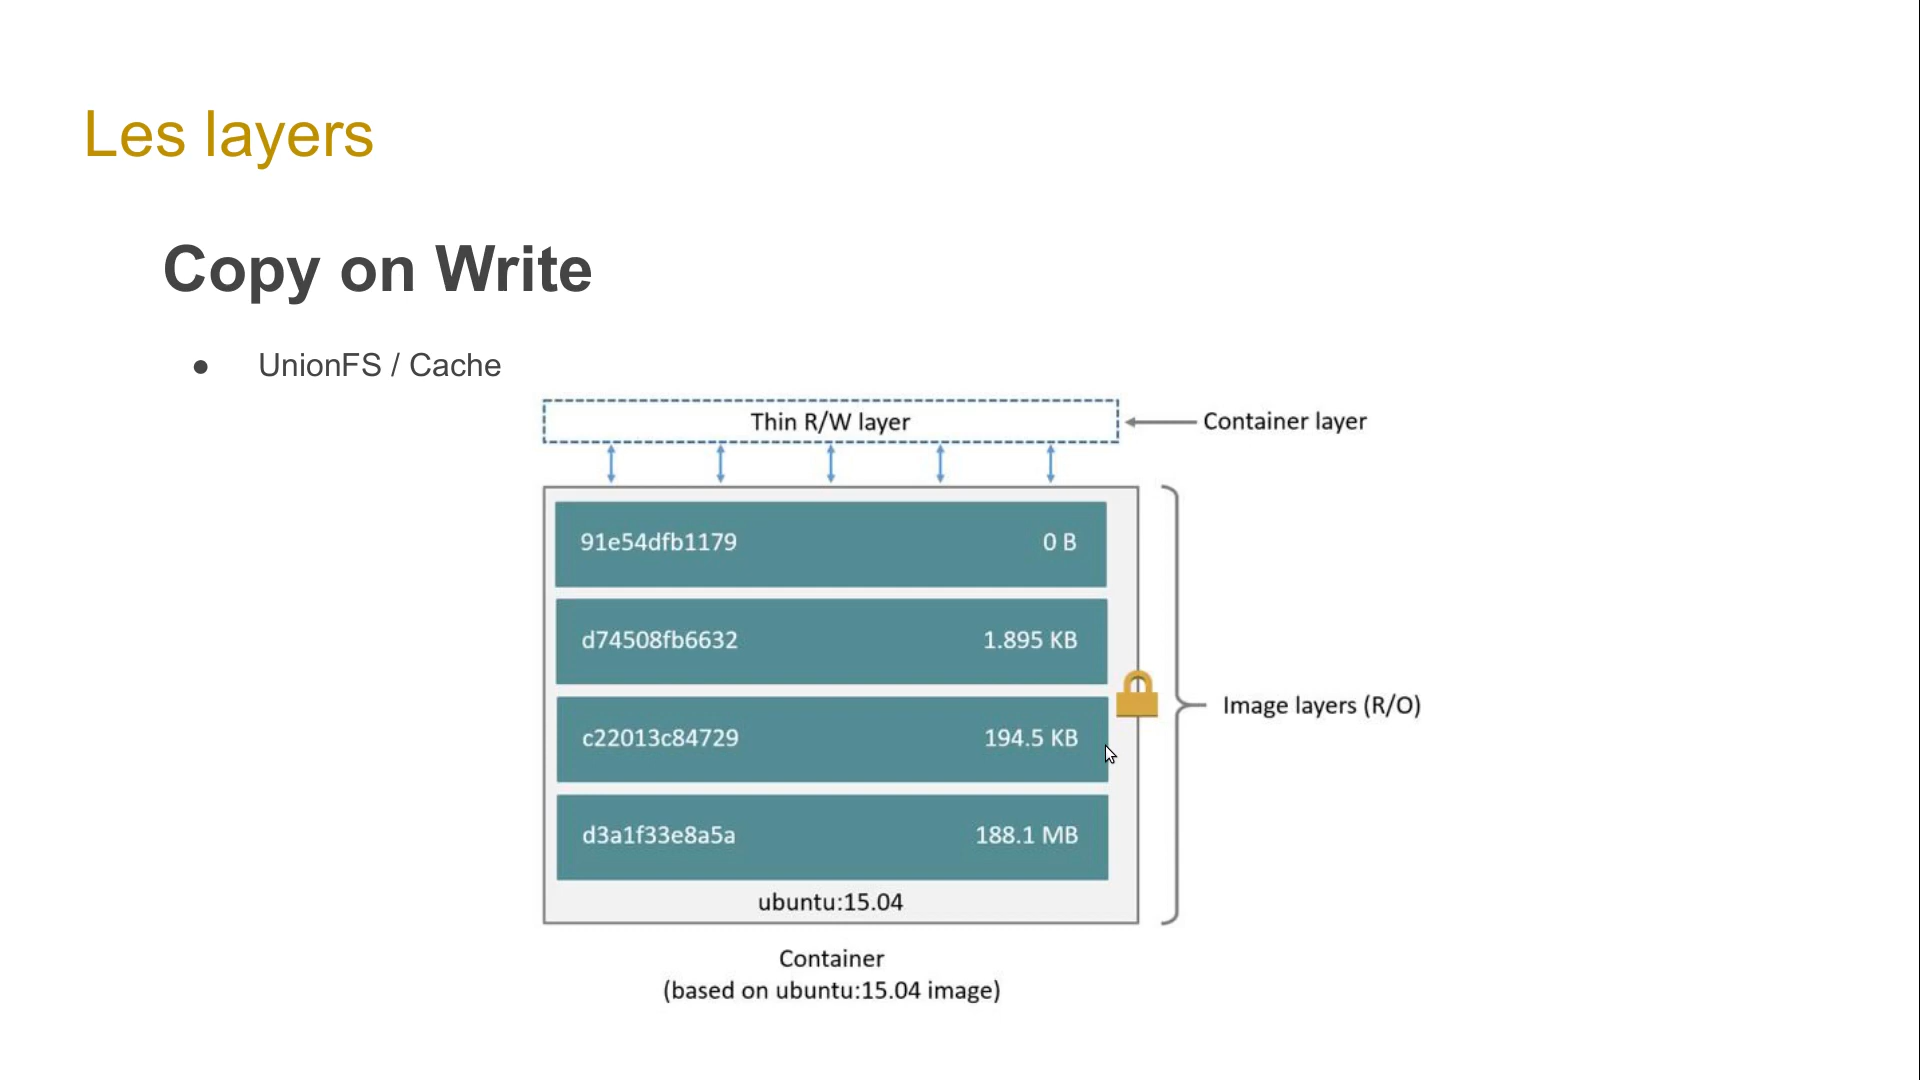 Les layers
Copy on Write
● UnionFS / Cache
Thin R/W layer
Container layer
91e54dfb1179 0 B
d74508fb6632 1.895 KB
c22013c84729 194.5 KB
d3a1f33e8a5a 188.1 MB
Image layers (R/O)
ubuntu:15.04
Container
(based on ubuntu:15.04 image)